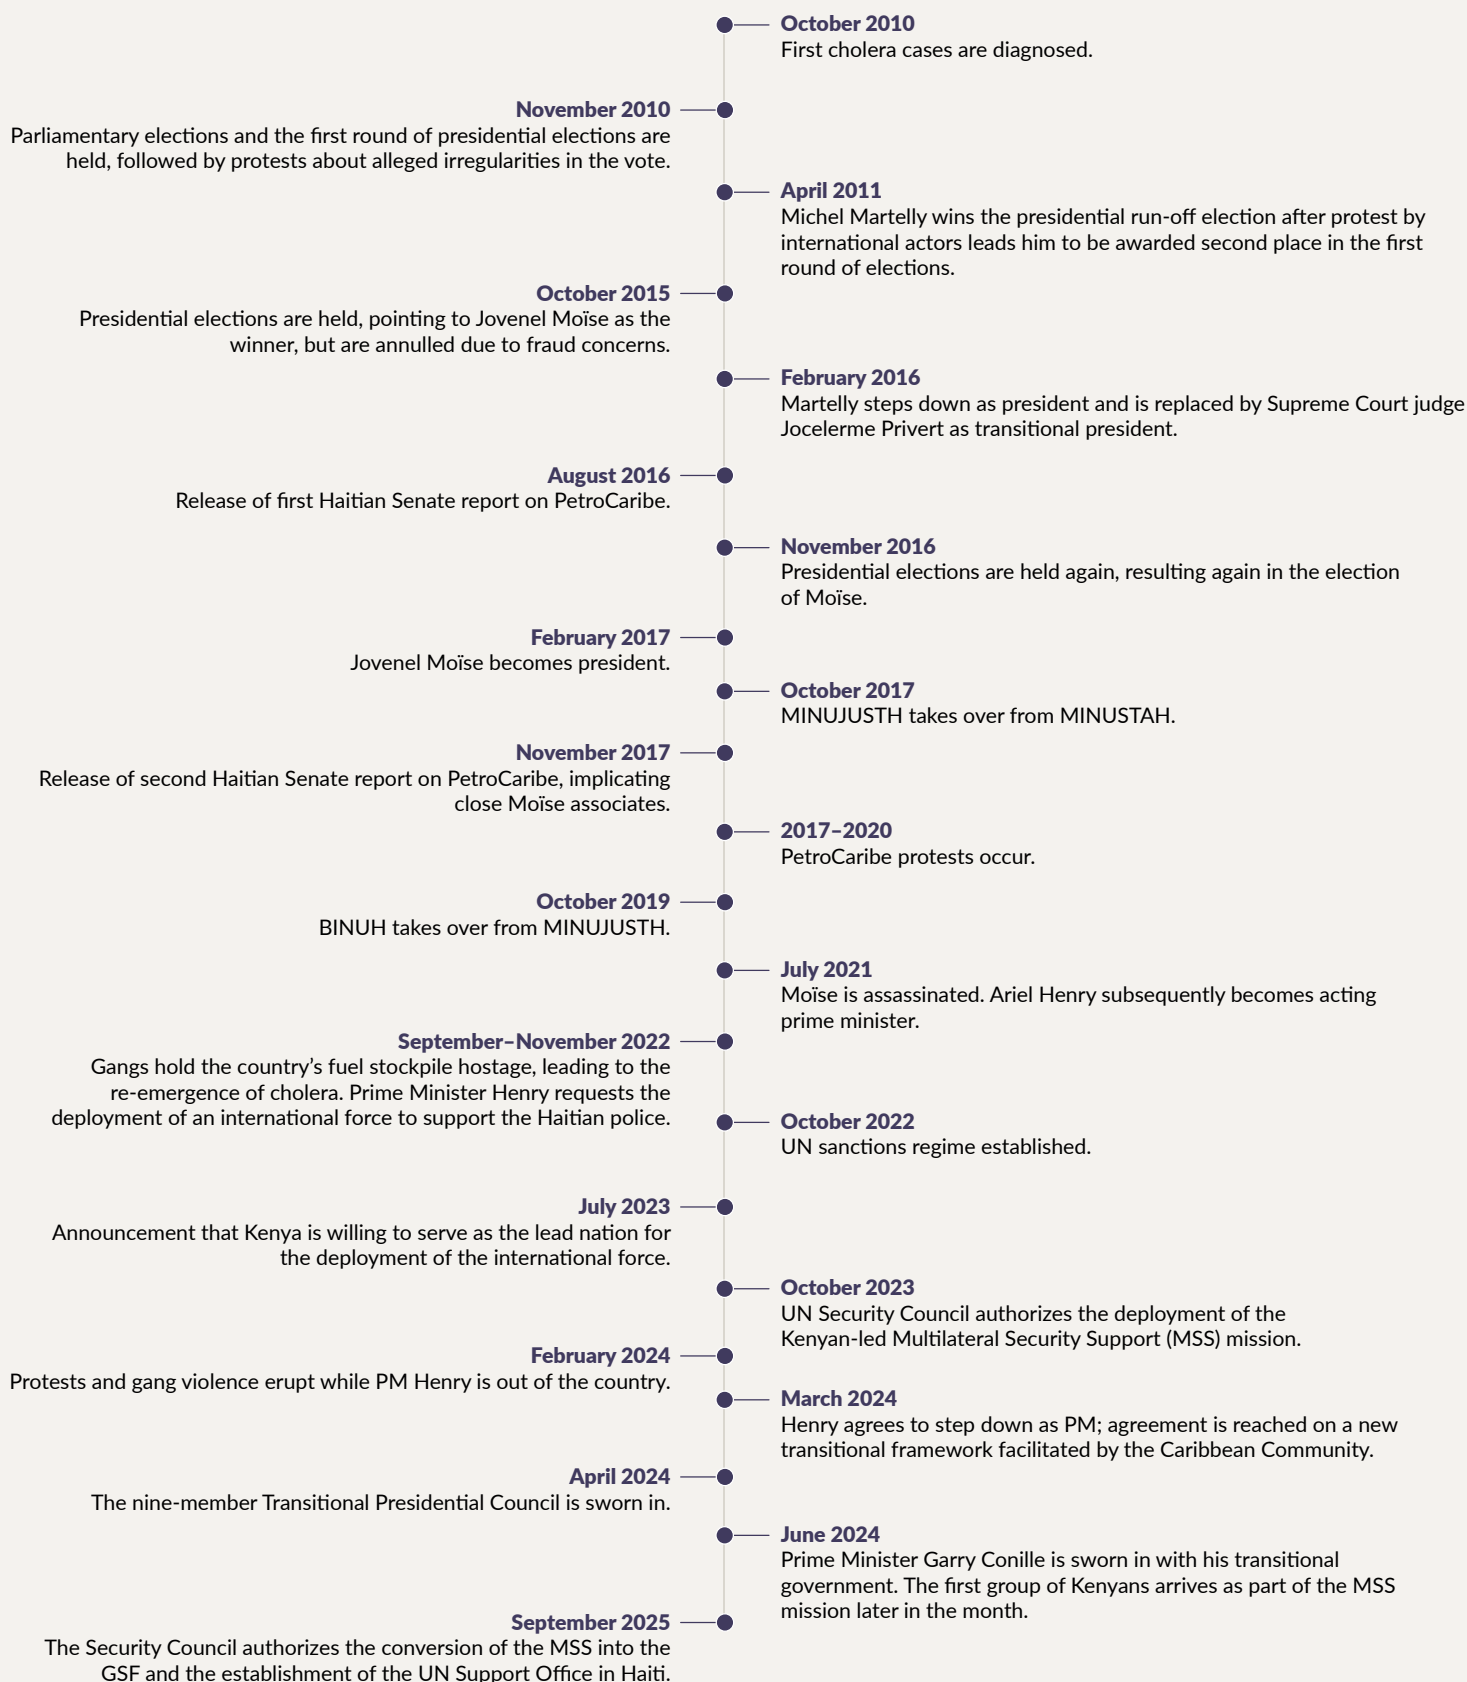 October 2010
First cholera cases are diagnosed.
November 2010
Parliamentary elections and the first round of presidential elections are
held, followed by protests about alleged irregularities in the vote.
April 2011
Michel Martelly wins the presidential run-off election after protest by
international actors leads him to be awarded second place in the first
round of elections.
October 2015
Presidential elections are held, pointing to Jovenel Moïse as the
winner, but are annulled due to fraud concerns.
February 2016
Martelly steps down as president and is replaced by Supreme Court judge
Jocelerme Privert as transitional president.
August 2016
Release of first Haitian Senate report on PetroCaribe.
November 2016
Presidential elections are held again, resulting again in the election
of Moïse.
February 2017
Jovenel Moïse becomes president.
October 2017
MINUJUSTH takes over from MINUSTAH.
November 2017
Release of second Haitian Senate report on PetroCaribe, implicating
close Moïse associates.
2017–2020
PetroCaribe protests occur.
October 2019
BINUH takes over from MINUJUSTH.
July 2021
Moïse is assassinated. Ariel Henry subsequently becomes acting
prime minister.
September–November 2022
Gangs hold the country’s fuel stockpile hostage, leading to the
re-emergence of cholera. Prime Minister Henry requests the
deployment of an international force to support the Haitian police.
October 2022
UN sanctions regime established.
July 2023
Announcement that Kenya is willing to serve as the lead nation for
the deployment of the international force.
October 2023
UN Security Council authorizes the deployment of the
Kenyan-led Multilateral Security Support (MSS) mission.
February 2024
Protests and gang violence erupt while PM Henry is out of the country.
March 2024
Henry agrees to step down as PM; agreement is reached on a new
transitional framework facilitated by the Caribbean Community.
April 2024
The nine-member Transitional Presidential Council is sworn in.
June 2024
Prime Minister Garry Conille is sworn in with his transitional
government. The first group of Kenyans arrives as part of the MSS
mission later in the month.
September 2025
The Security Council authorizes the conversion of the MSS into the
GSF and the establishment of the UN Support Office in Haiti.